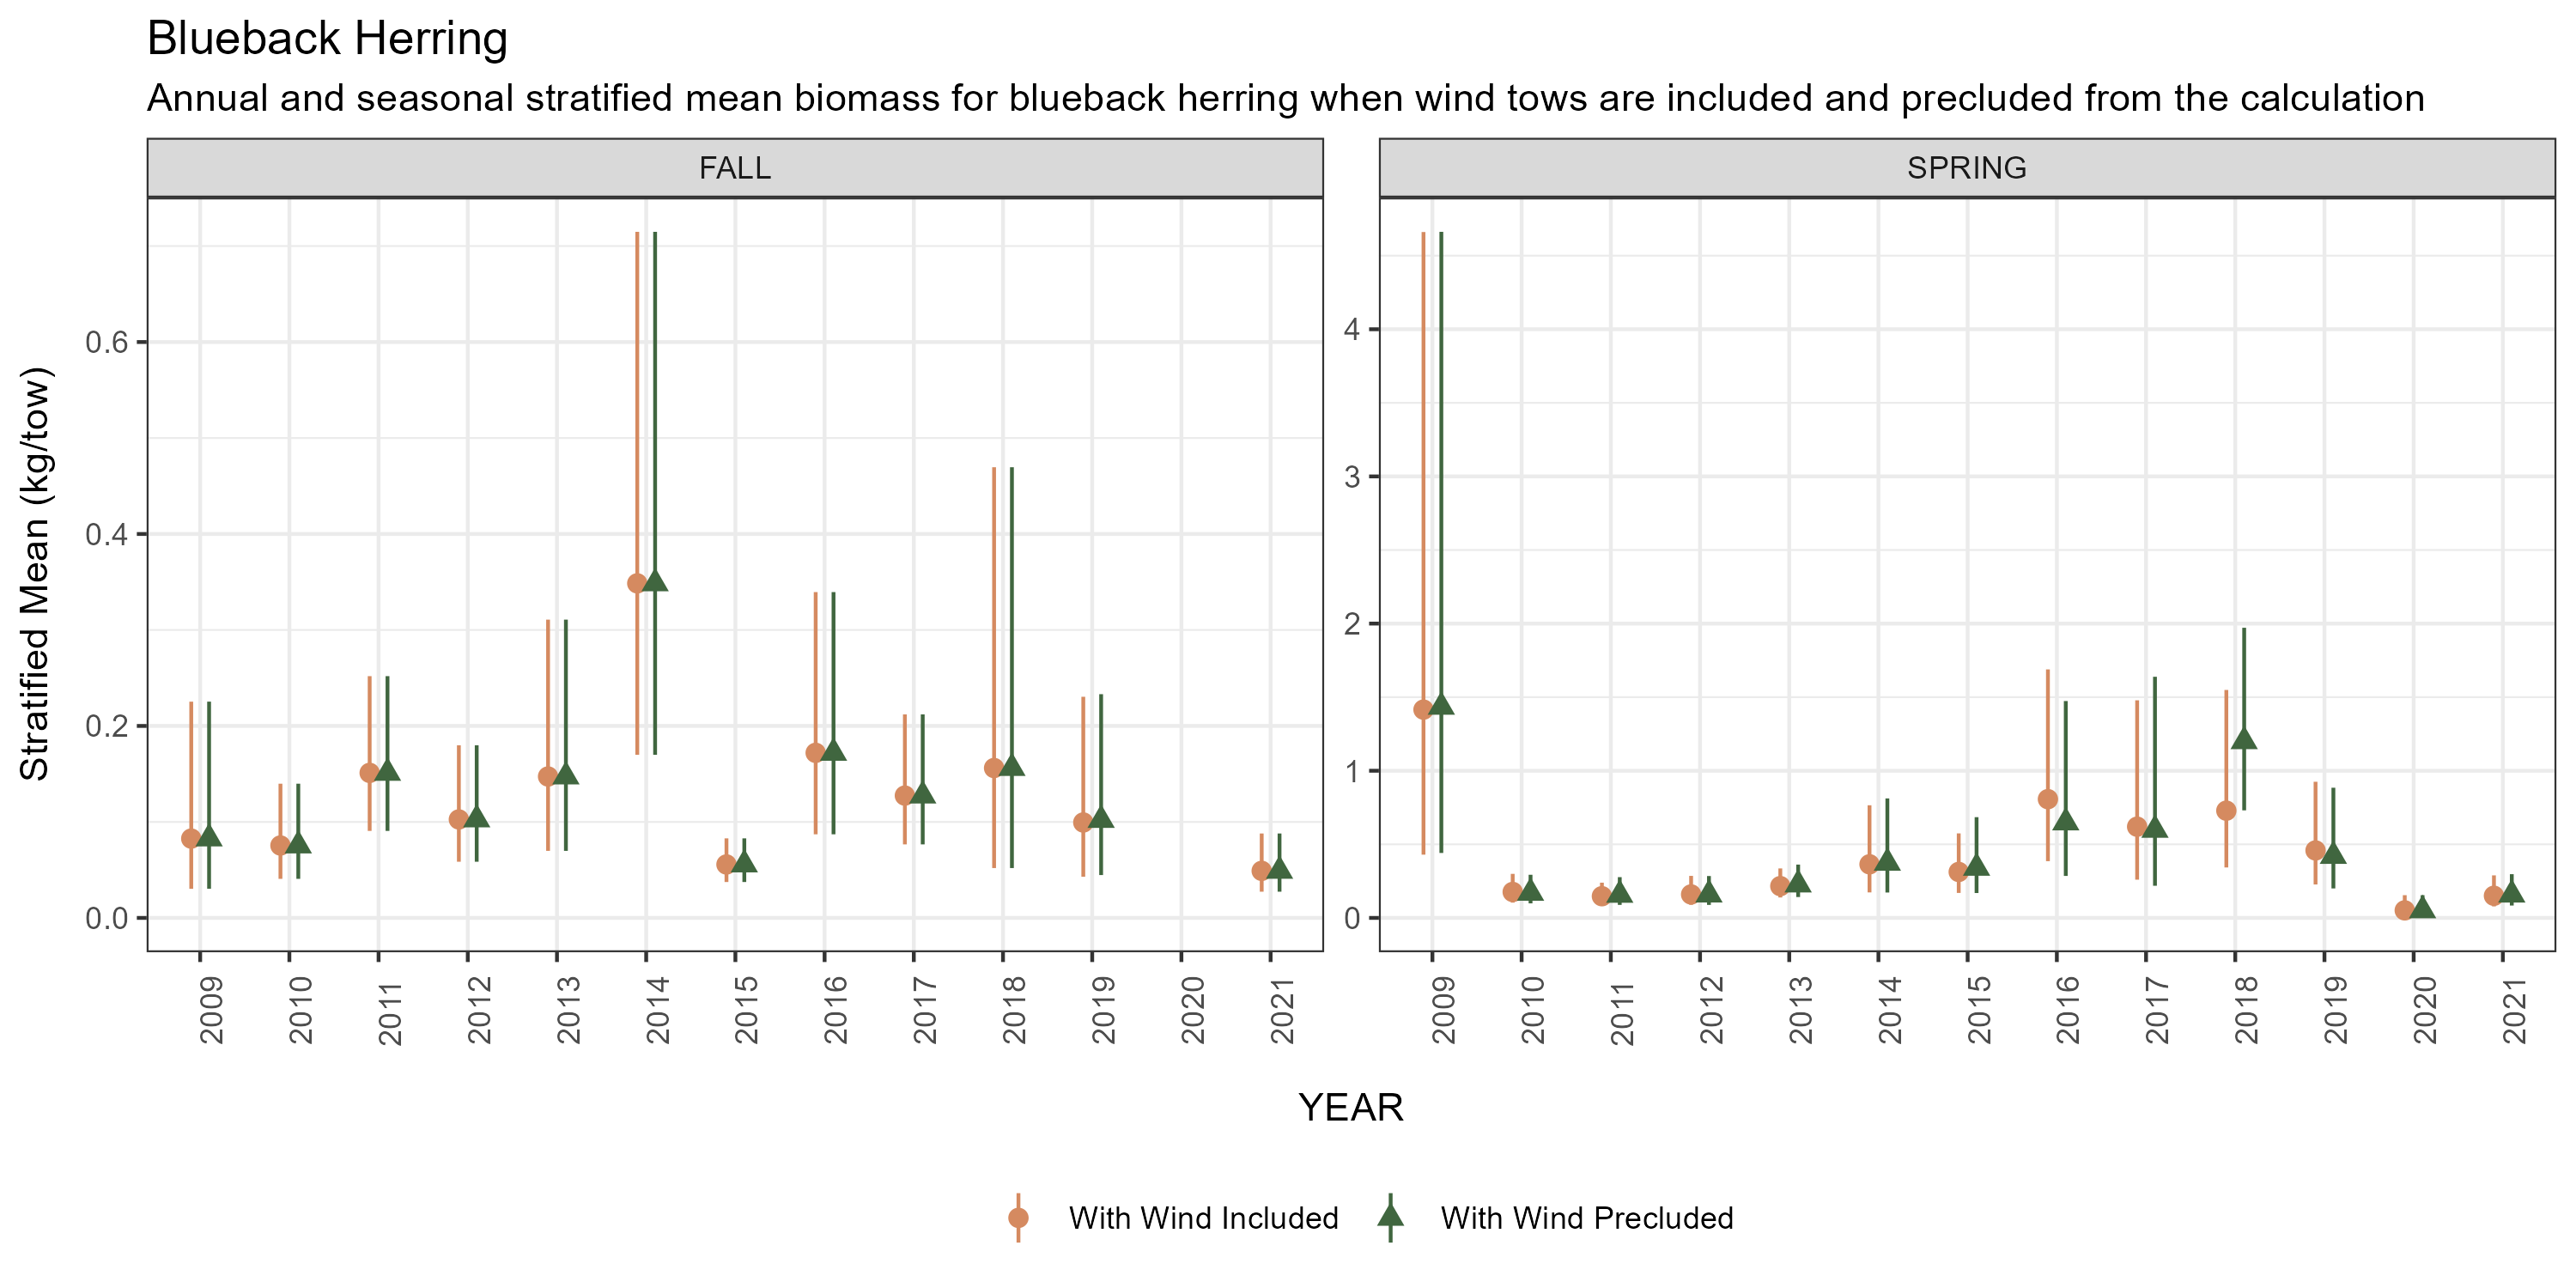 Blueback Herring
Annual and seasonal stratified mean biomass for blueback herring when wind tows are included and precluded from the calculation
FALL
SPRING
Stratified Mean (kg/tow)
0.6
0.4
0.2
0.0
4
3
2
1
0
2009 2010 2011 2012 2013 2014 2015 2016 2017 2018 2019 2020 2021
2009 2010 2011 2012 2013 2014 2015 2016 2017 2018 2019 2020 2021
YEAR
With Wind Included
With Wind Precluded